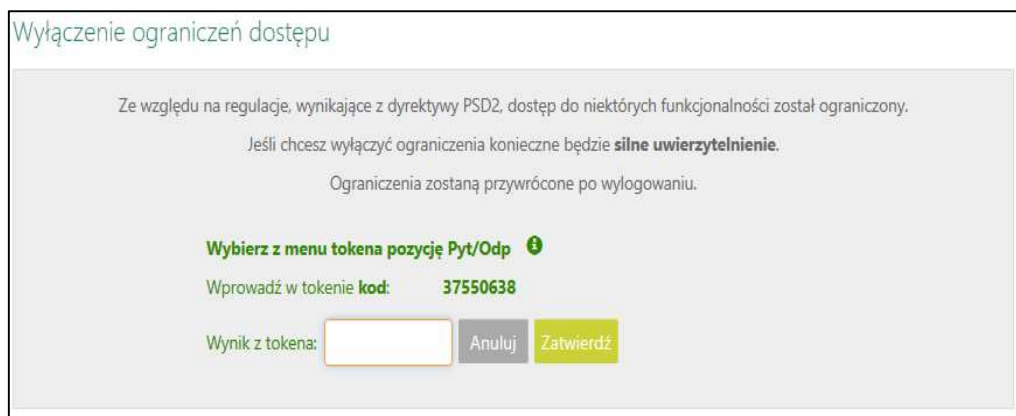 Wyłączenie ograniczeń dostępu
Ze względu na regulacje, wynikające z dyrektywy PSD2, dostęp do niektórych funkcjonalności został ograniczony.
Jeśli chcesz wyłączyć ograniczenia konieczne będzie silne uwierzytelnienie.
Ograniczenia zostaną przywrócone po wylogowaniu.
Wybierz z menu tokena pozycję Pyt/Odp
Wprowadź w tokenie kod: 37550638
Wynik z tokena: Anuluj Zatwierdź